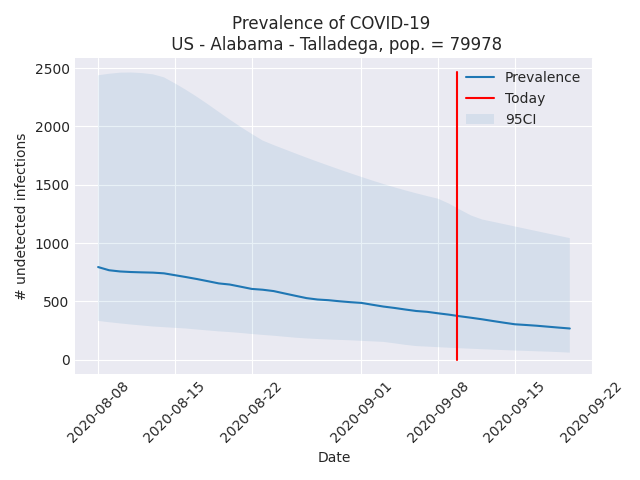 Prevalence of COVID-19
US - Alabama - Talladega, pop. = 79978
Prevalence
Today
95CI
2500
2000
1500
1000
500
0
# undetected infections
2020-08-08
2020-08-15
2020-08-22
2020-09-01
2020-09-08
2020-09-15
2020-09-22
Date